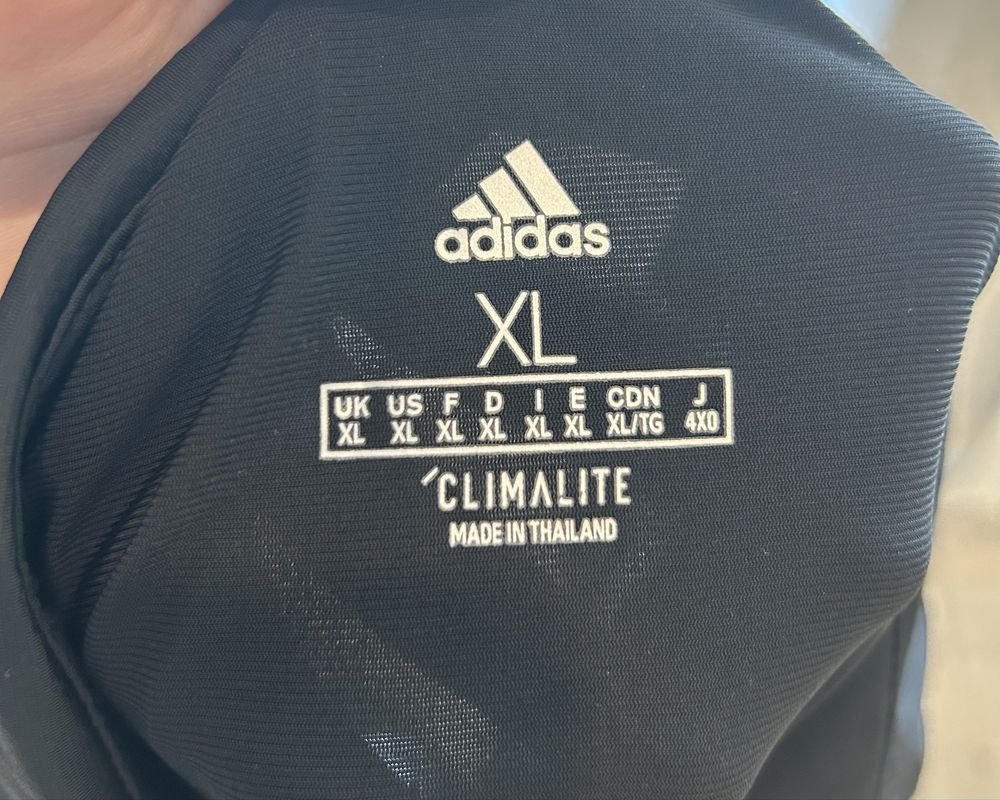 adidas
XL
UK US F D I E CDN J
XL XL XL XL XL XL XL/TG 4XO
CLIMALITE
MADE IN THAILAND